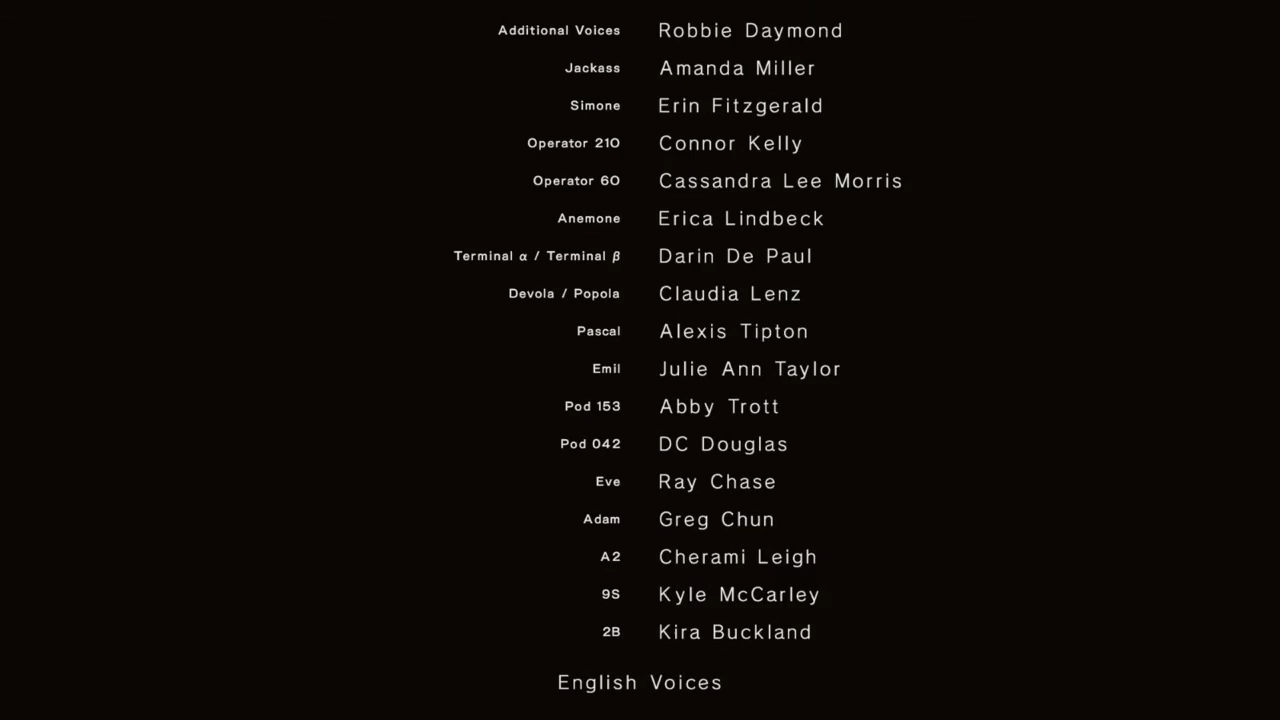 Additional Voices Robbie Daymond
Jackass Amanda Miller
Simone Erin Fitzgerald
Operator 21O Connor Kelly
Operator 6O Cassandra Lee Morris
Anemone Erica Lindbeck
Terminal α / Terminal β Darin De Paul
Devola / Popola Claudia Lenz
Pascal Alexis Tipton
Emil Julie Ann Taylor
Pod 153 Abby Trott
Pod 042 DC Douglas
Eve Ray Chase
Adam Greg Chun
A2 Cherami Leigh
9S Kyle McCarley
2B Kira Buckland
English Voices